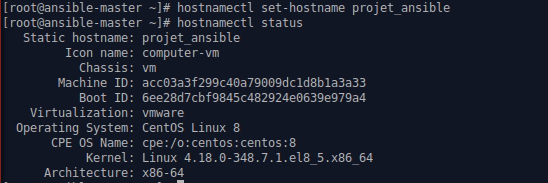 [root@ansible-master ~]# hostnamectl set-hostname projet_ansible
[root@ansible-master ~]# hostnamectl status
Static hostname: projet_ansible
Icon name: computer-vm
Chassis: vm
Machine ID: acc03a3f299c40a79009dc1d8b1a3a33
Boot ID: 6ee28d7cbf9845c482924e0639e979a4
Virtualization: vmware
Operating System: CentOS Linux 8
CPE OS Name: cpe:/o:centos:centos:8
Kernel: Linux 4.18.0-348.7.1.el8_5.x86_64
Architecture: x86-64